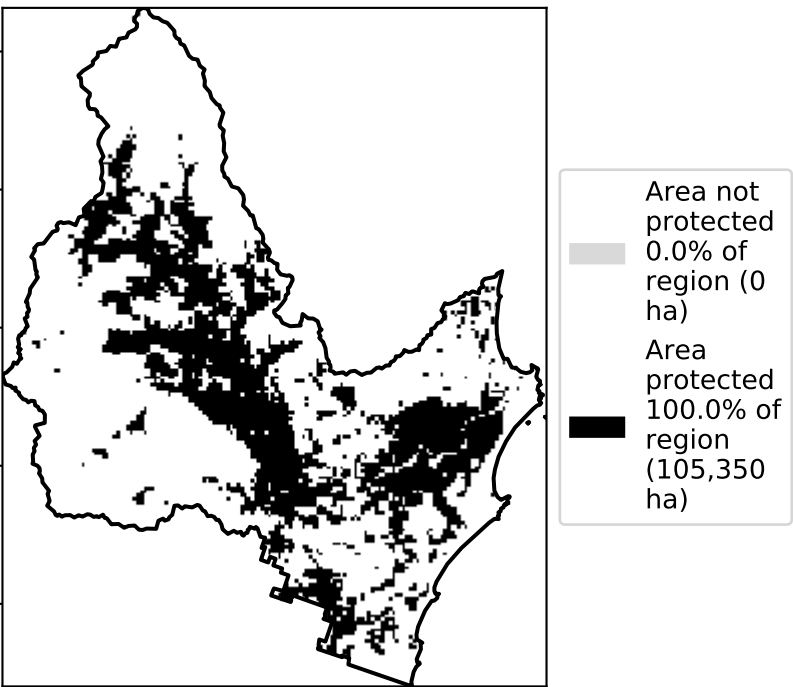 Area not
protected
0.0% of
region (0
ha)
Area
protected
100.0% of
region
(105,350
ha)